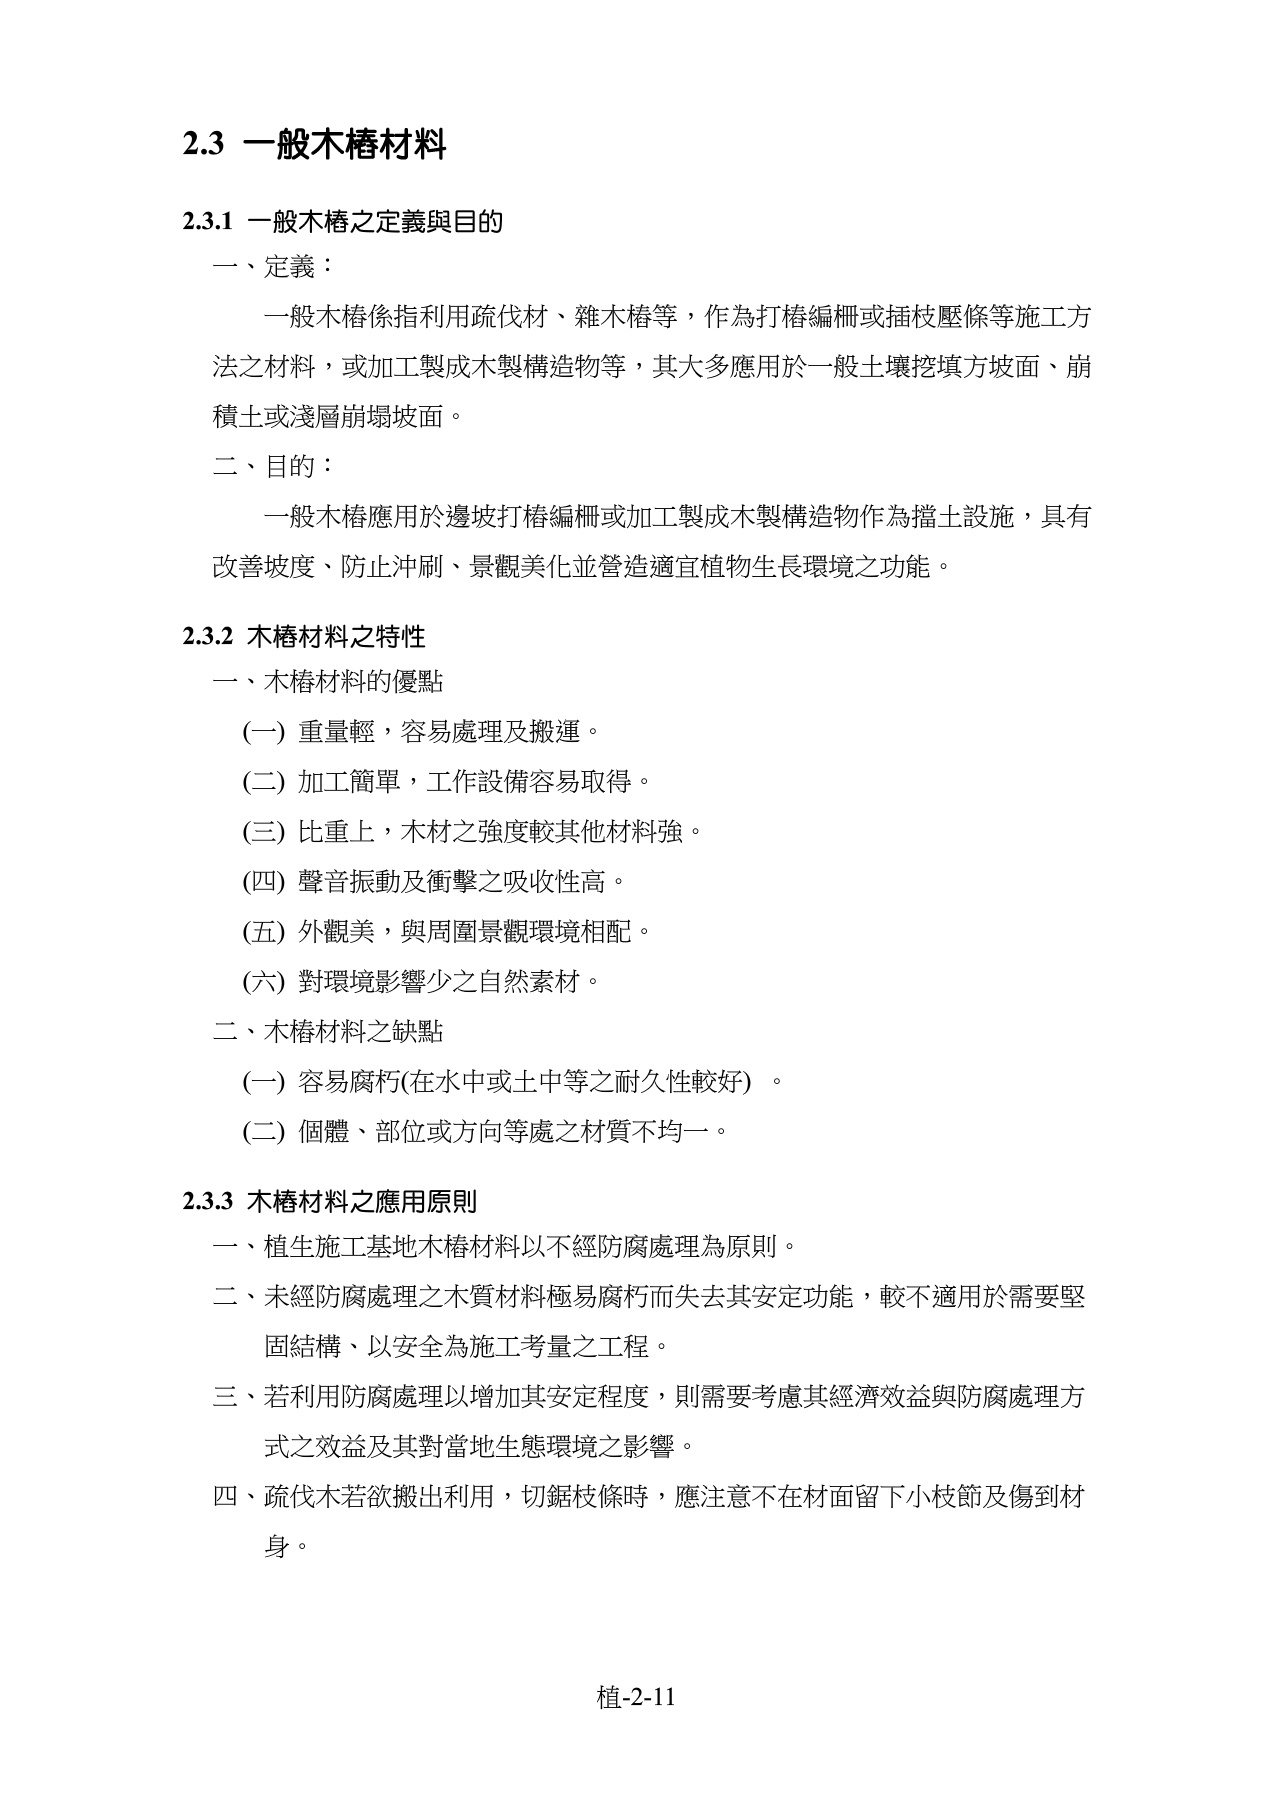 2.3 一般木樁材料
2.3.1 一般木樁之定義與目的
一、定義：
一般木樁係指利用疏伐材、雜木樁等，作為打樁編柵或插枝壓條等施工方
法之材料，或加工製成木製構造物等，其大多應用於一般土壤挖填方坡面、崩
積土或淺層崩塌坡面。
二、目的：
一般木樁應用於邊坡打樁編柵或加工製成木製構造物作為擋土設施，具有
改善坡度、防止沖刷、景觀美化並營造適宜植物生長環境之功能。
2.3.2 木樁材料之特性
一、木樁材料的優點
(一) 重量輕，容易處理及搬運。
(二) 加工簡單，工作設備容易取得。
(三) 比重上，木材之強度較其他材料強。
(四) 聲音振動及衝擊之吸收性高。
(五) 外觀美，與周圍景觀環境相配。
(六) 對環境影響少之自然素材。
二、木樁材料之缺點
(一) 容易腐朽(在水中或土中等之耐久性較好) 。
(二) 個體、部位或方向等處之材質不均一。
2.3.3 木樁材料之應用原則
一、植生施工基地木樁材料以不經防腐處理為原則。
二、未經防腐處理之木質材料極易腐朽而失去其安定功能，較不適用於需要堅
固結構、以安全為施工考量之工程。
三、若利用防腐處理以增加其安定程度，則需要考慮其經濟效益與防腐處理方
式之效益及其對當地生態環境之影響。
四、疏伐木若欲搬出利用，切鋸枝條時，應注意不在材面留下小枝節及傷到材
身。
植-2-11